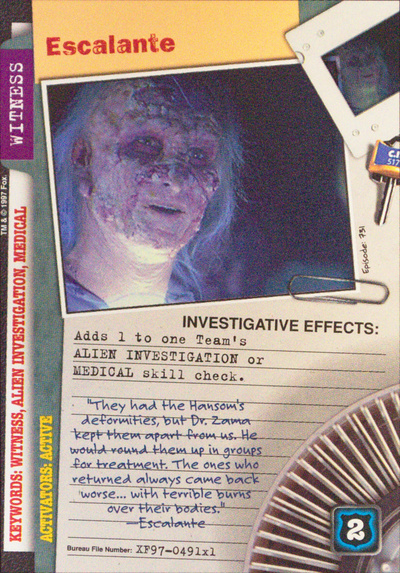 Escalante
WITNESS
TM & © 1997 Fox.
KEYWORDS: WITNESS, ALIEN INVESTIGATION, MEDICAL
ACTIVATORS: ACTIVE
C.I
517
Episode: 731
INVESTIGATIVE EFFECTS:
Adds 1 to one Team's
ALIEN INVESTIGATION or
MEDICAL skill check.
"They had the Hansom's
deformities, but Dr. Zama
kept them apart from us. He
would round them up in groups
for treatment. The ones who
returned always came back
worse... with terrible burns
over their bodies."
—Escalante
2
Bureau File Number: XF97-0491x1